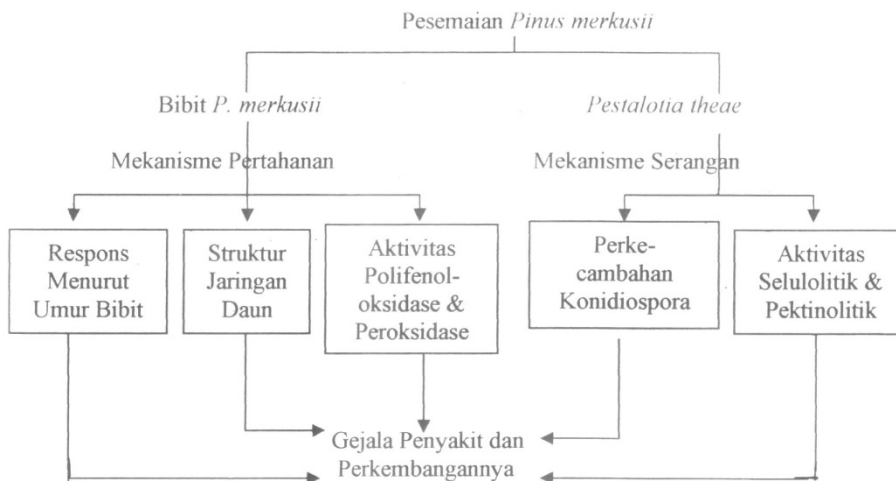 Pesemaian Pinus merkusii
Bibit P. merkusii
Pestalotia theae
Mekanisme Pertahanan
Mekanisme Serangan
Respons
Menurut
Umur Bibit
Struktur
Jaringan
Daun
Aktivitas
Polifenol-
oksidase &
Peroksidase
Perke-
cambahan
Konidiospora
Aktivitas
Selulolitik &
Pektinolitik
Gejala Penyakit dan
Perkembangannya